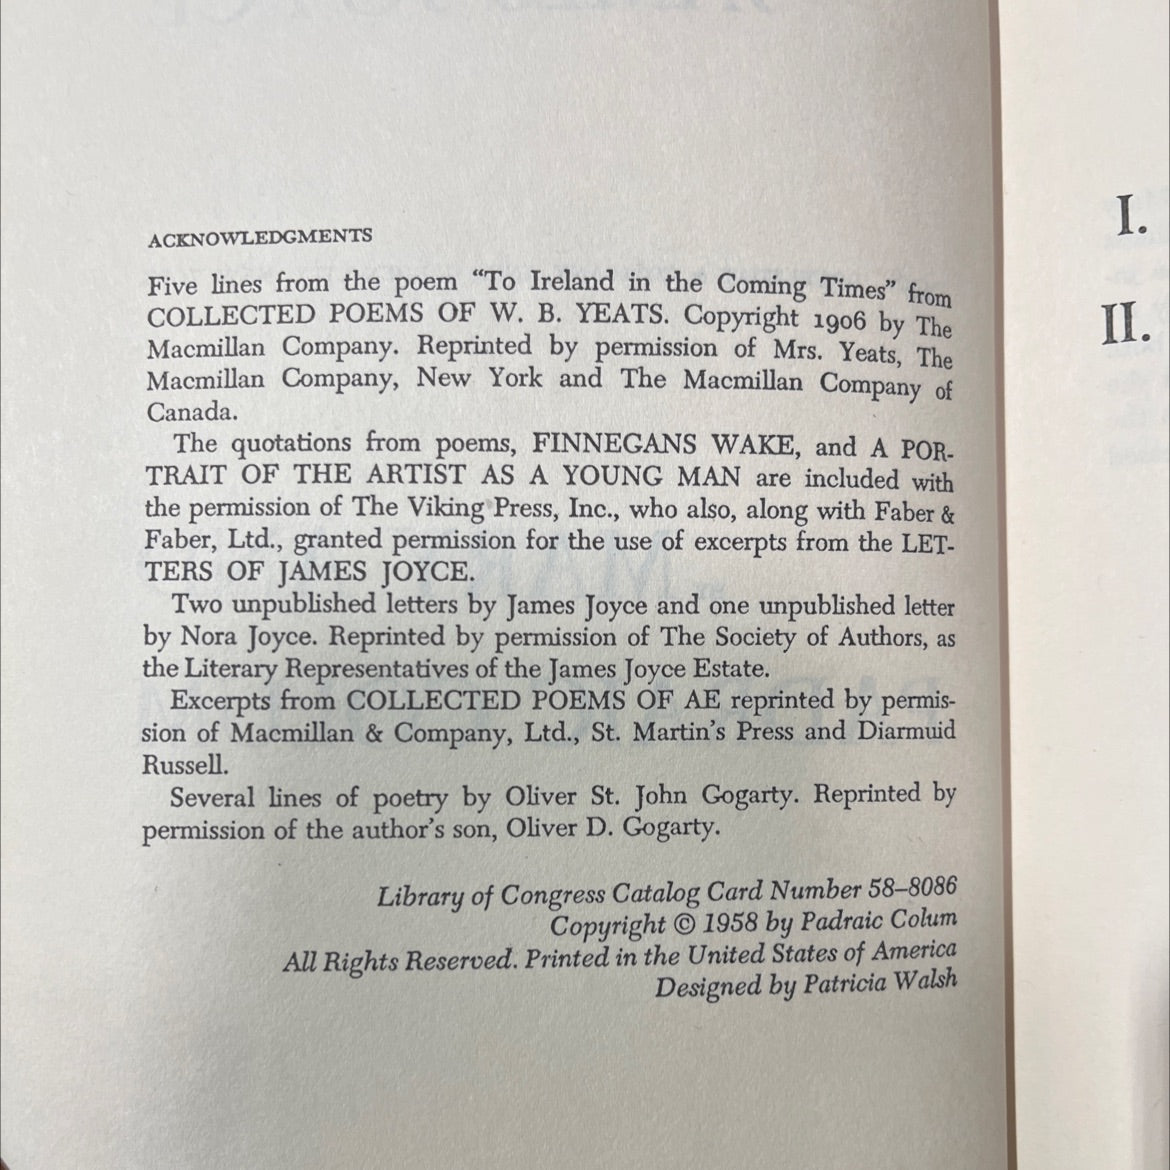 ACKNOWLEDGMENTS
Five lines from the poem “To Ireland in the Coming Times” from
COLLECTED POEMS OF W. B. YEATS. Copyright 1906 by The
Macmillan Company. Reprinted by permission of Mrs. Yeats, The
Macmillan Company, New York and The Macmillan Company of
Canada.
The quotations from poems, FINNEGANS WAKE, and A POR-
TRAIT OF THE ARTIST AS A YOUNG MAN are included with
the permission of The Viking Press, Inc., who also, along with Faber &
Faber, Ltd., granted permission for the use of excerpts from the LET-
TERS OF JAMES JOYCE.
Two unpublished letters by James Joyce and one unpublished letter
by Nora Joyce. Reprinted by permission of The Society of Authors, as
the Literary Representatives of the James Joyce Estate.
Excerpts from COLLECTED POEMS OF AE reprinted by permis-
sion of Macmillan & Company, Ltd., St. Martin’s Press and Diarmuid
Russell.
Several lines of poetry by Oliver St. John Gogarty. Reprinted by
permission of the author’s son, Oliver D. Gogarty.
Library of Congress Catalog Card Number 58–8086
Copyright © 1958 by Padraic Colum
All Rights Reserved. Printed in the United States of America
Designed by Patricia Walsh
I.
II.